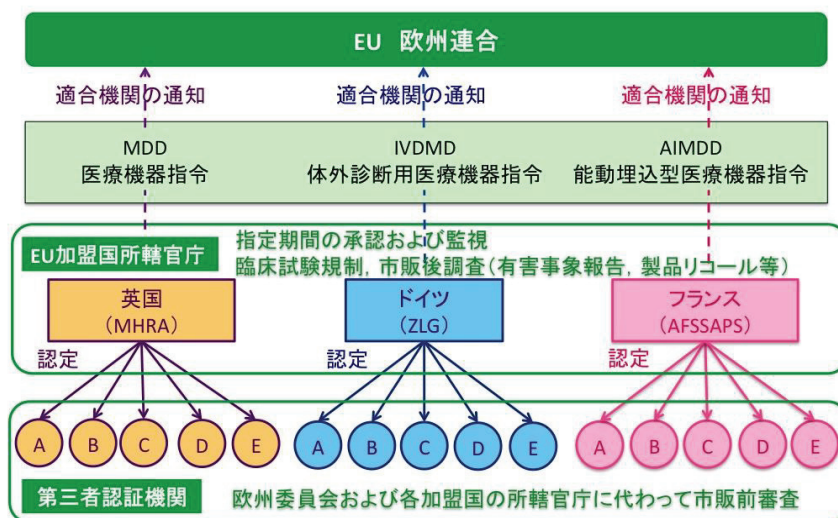 EU 欧州連合
適合機関の通知
適合機関の通知
適合機関の通知
MDD
医療機器指令
IVDMD
体外診断用医療機器指令
AIMDD
能動埋込型医療機器指令
EU加盟国所轄官庁
指定期間の承認および監視
臨床試験規制，市販後調査（有害事象報告，製品リコール等）
英国
（MHRA）
ドイツ
（ZLG）
フランス
（AFSSAPS）
認定
認定
認定
A B C D E
A B C D E
A B C D E
第三者認証機関
欧州委員会および各加盟国の所轄官庁に代わって市販前審査